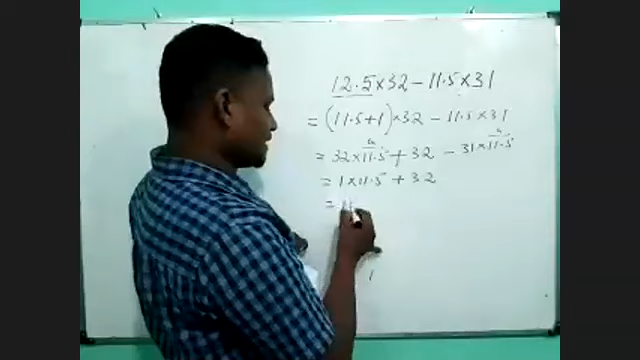 12.5×32−11.5×31
= (11.5+1)×32 − 11.5×31
= 32×11.5 + 32 − 31×11.5
= 1×11.5 + 32
=